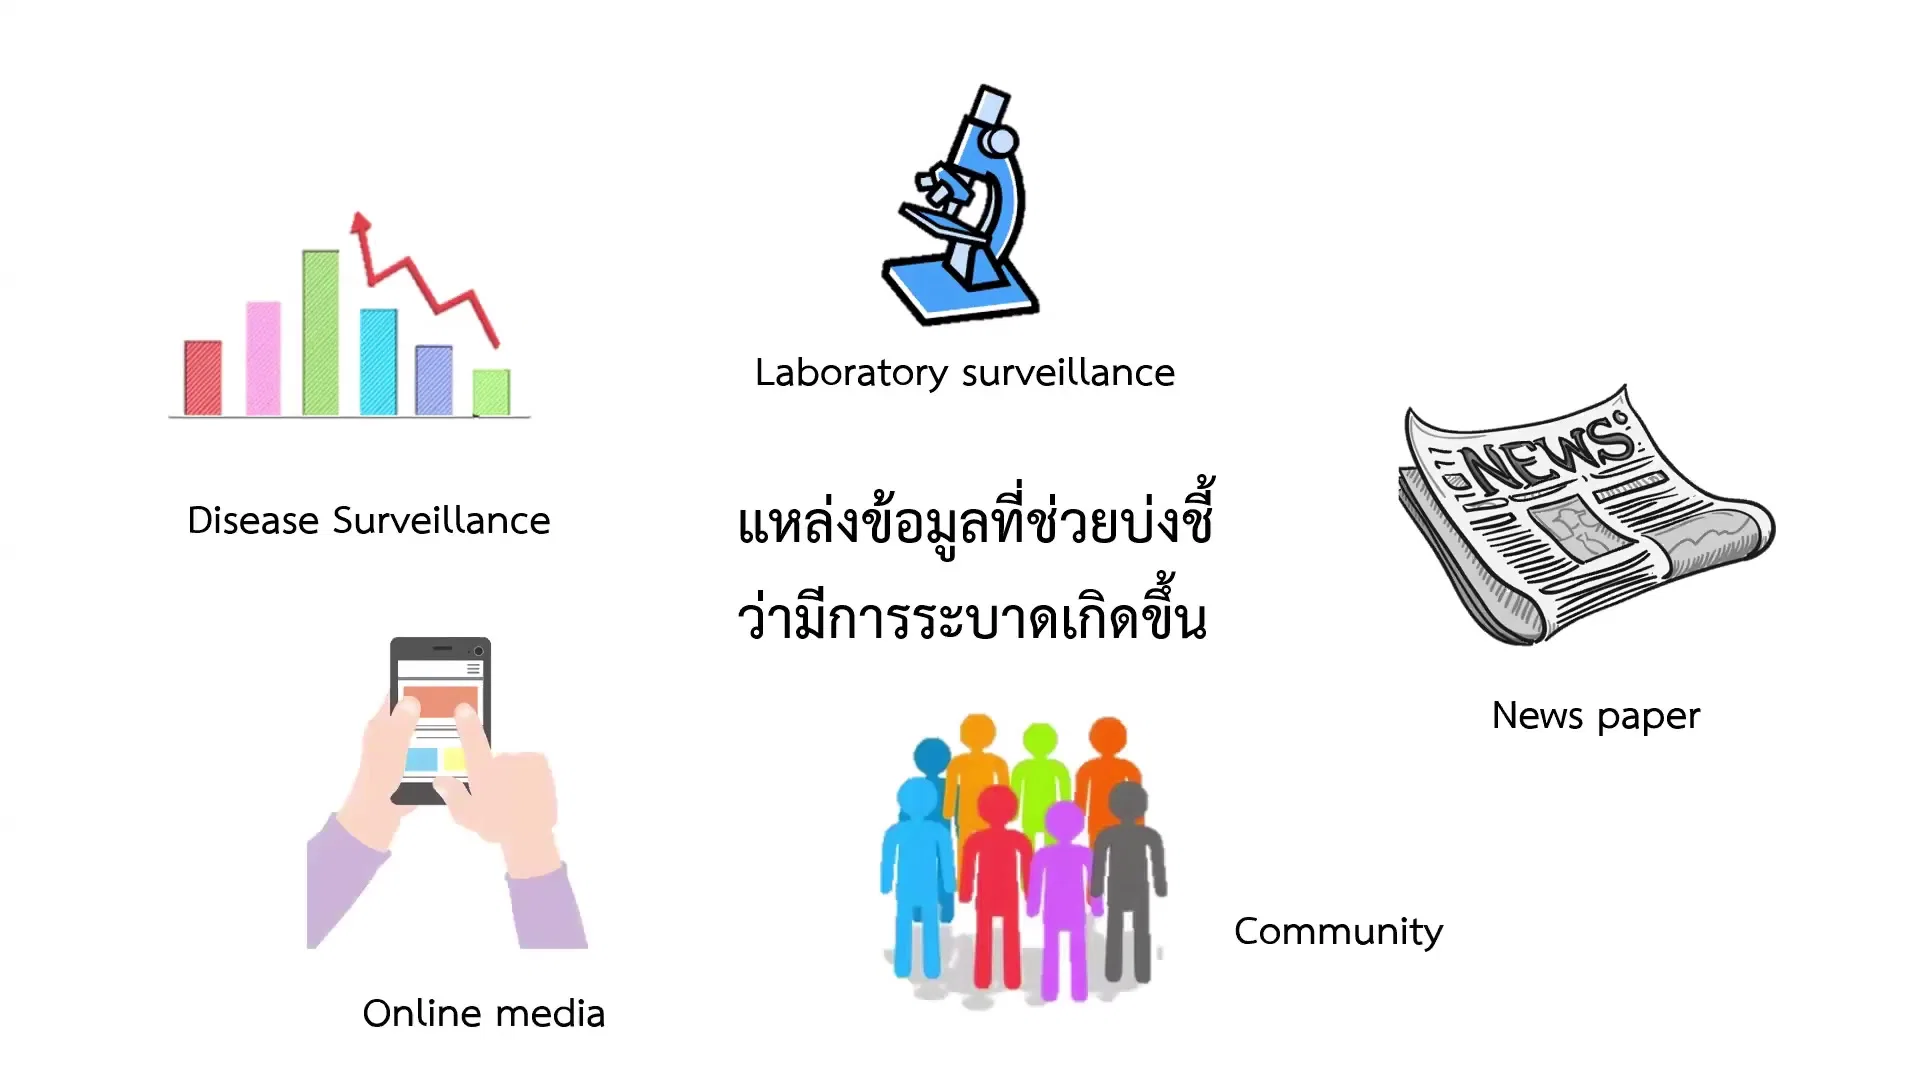 Laboratory surveillance
Disease Surveillance
แหล่งข้อมูลที่ช่วยบ่งชี้
ว่ามีการระบาดเกิดขึ้น
NEWS
News paper
Community
Online media